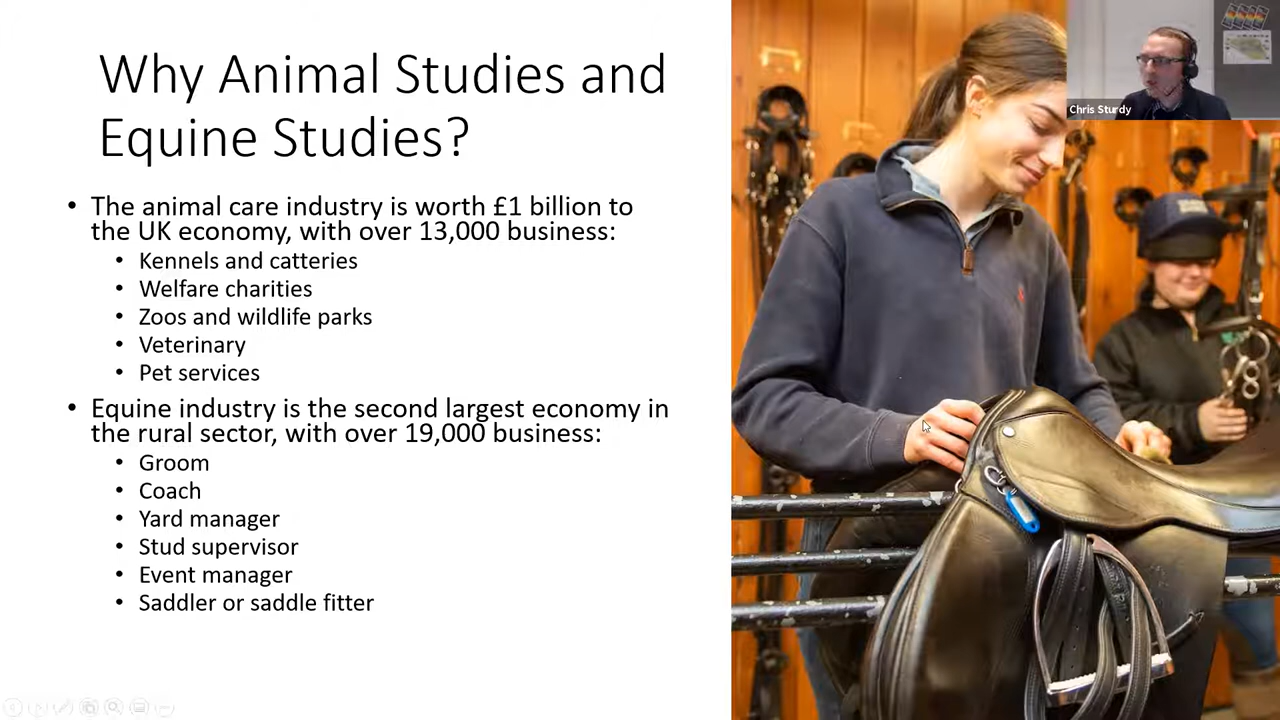 Why Animal Studies and
Equine Studies?
• The animal care industry is worth £1 billion to
the UK economy, with over 13,000 business:
• Kennels and catteries
• Welfare charities
• Zoos and wildlife parks
• Veterinary
• Pet services
• Equine industry is the second largest economy in
the rural sector, with over 19,000 business:
• Groom
• Coach
• Yard manager
• Stud supervisor
• Event manager
• Saddler or saddle fitter
Chris Sturdy